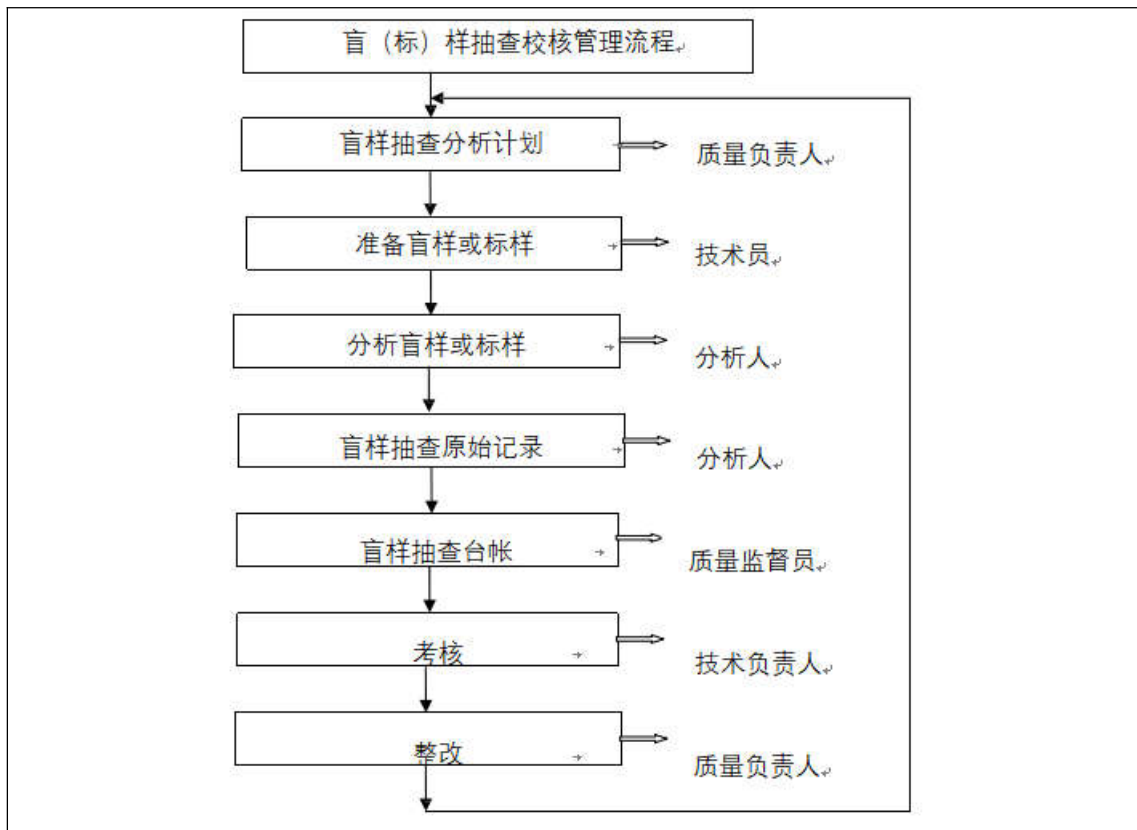 盲（标）样抽查校核管理流程
盲样抽查分析计划
质量负责人
准备盲样或标样
技术员
分析盲样或标样
分析人
盲样抽查原始记录
分析人
盲样抽查台帐
质量监督员
考核
技术负责人
整改
质量负责人